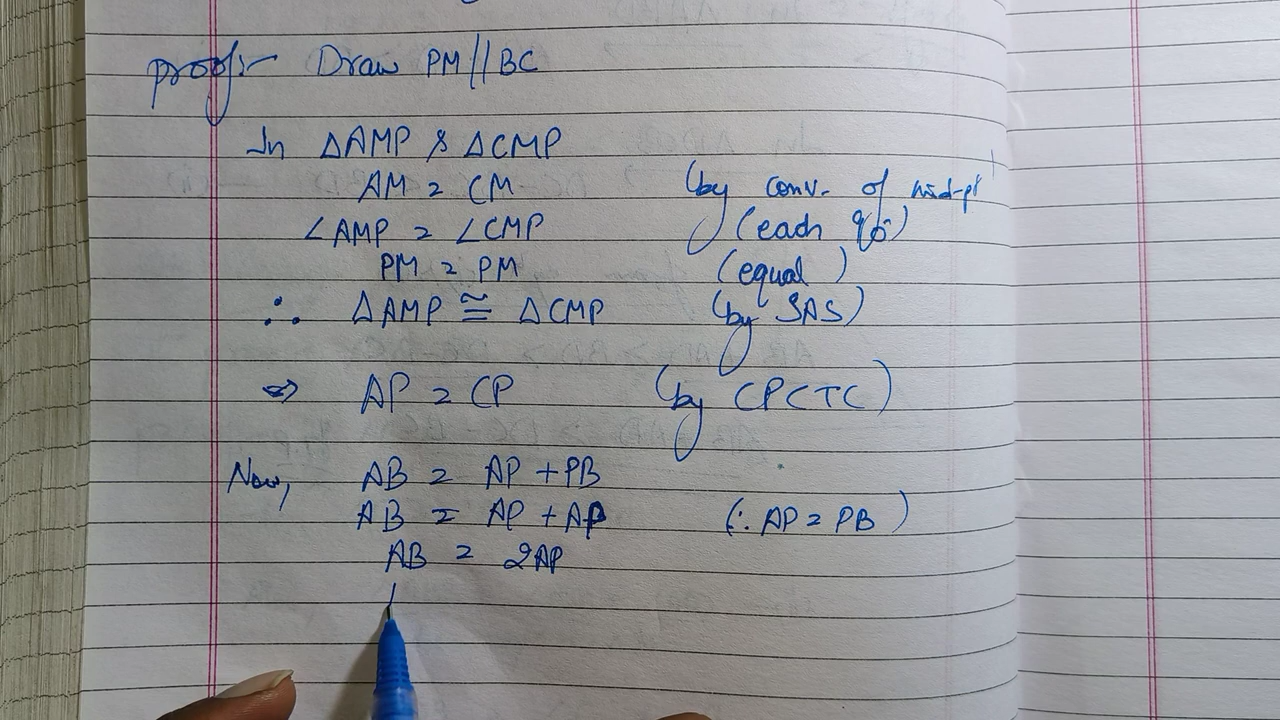 proof:- Draw PM//BC
In ΔAMP & ΔCMP
AM = CM (by conv. of mid-pt
∠AMP = ∠CMP (each 90°)
PM = PM (equal)
∴ ΔAMP ≅ ΔCMP (by SAS)
⇒ AP = CP (by CPCTC)
Now, AB = AP + PB
AB = AP + AP (∵ AP = PB)
AB = 2AP